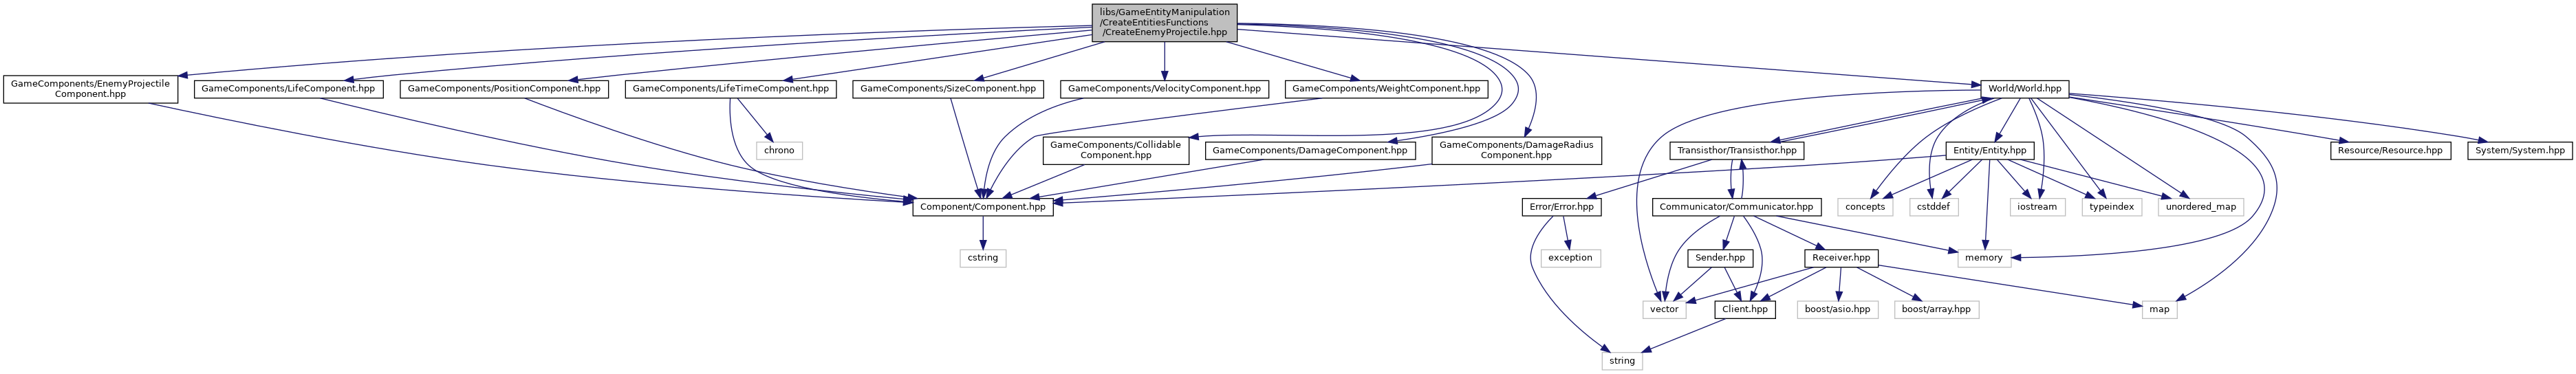 libs/GameEntityManipulation
/CreateEntitiesFunctions
/CreateEnemyProjectile.hpp
GameComponents/EnemyProjectile
Component.hpp
GameComponents/LifeComponent.hpp
GameComponents/PositionComponent.hpp
GameComponents/LifeTimeComponent.hpp
GameComponents/SizeComponent.hpp
GameComponents/VelocityComponent.hpp
GameComponents/WeightComponent.hpp
World/World.hpp
chrono
GameComponents/Collidable
Component.hpp
GameComponents/DamageComponent.hpp
GameComponents/DamageRadius
Component.hpp
Transisthor/Transisthor.hpp
Entity/Entity.hpp
Resource/Resource.hpp
System/System.hpp
Component/Component.hpp
Error/Error.hpp
Communicator/Communicator.hpp
concepts
cstddef
iostream
typeindex
unordered_map
cstring
exception
Sender.hpp
Receiver.hpp
memory
vector
Client.hpp
boost/asio.hpp
boost/array.hpp
map
string